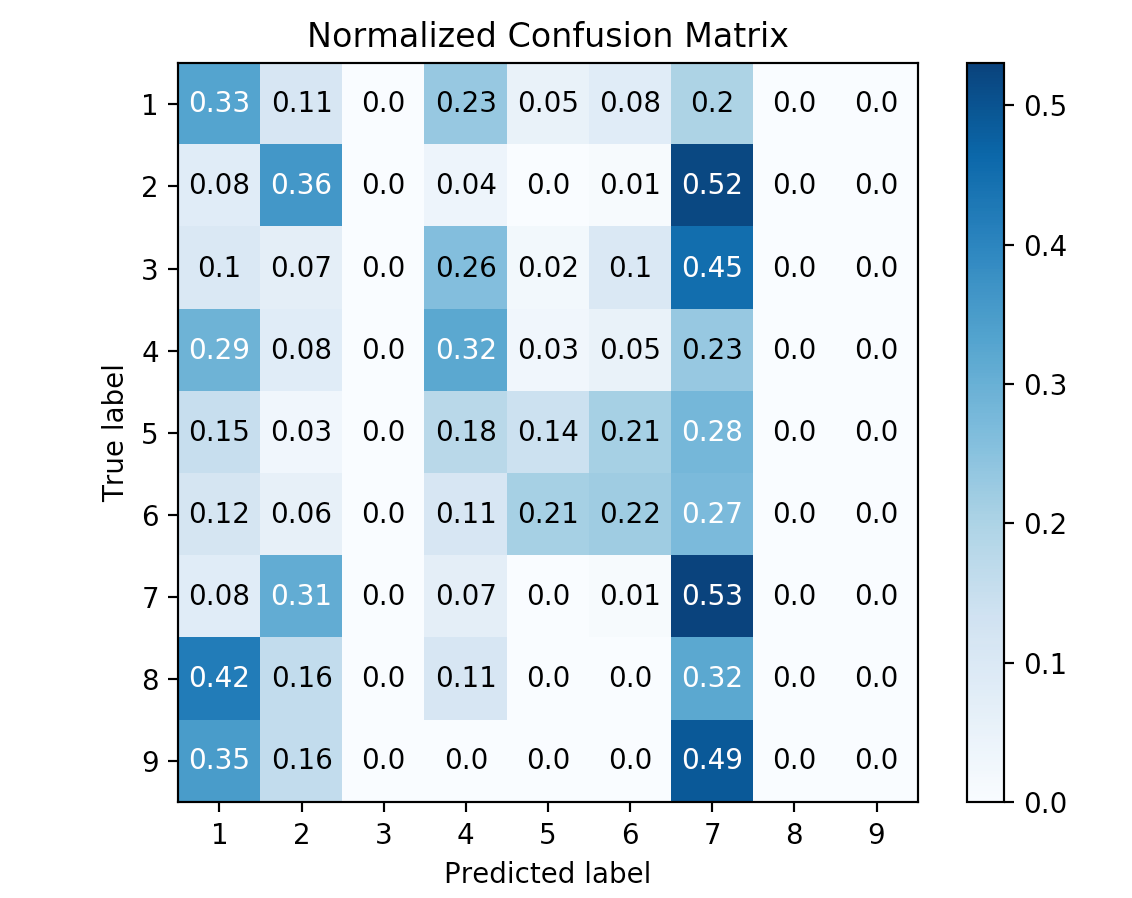 Normalized Confusion Matrix
1 0.33 0.11 0.0 0.23 0.05 0.08 0.2 0.0 0.0
2 0.08 0.36 0.0 0.04 0.0 0.01 0.52 0.0 0.0
3 0.1 0.07 0.0 0.26 0.02 0.1 0.45 0.0 0.0
4 0.29 0.08 0.0 0.32 0.03 0.05 0.23 0.0 0.0
5 0.15 0.03 0.0 0.18 0.14 0.21 0.28 0.0 0.0
6 0.12 0.06 0.0 0.11 0.21 0.22 0.27 0.0 0.0
7 0.08 0.31 0.0 0.07 0.0 0.01 0.53 0.0 0.0
8 0.42 0.16 0.0 0.11 0.0 0.0 0.32 0.0 0.0
9 0.35 0.16 0.0 0.0 0.0 0.0 0.49 0.0 0.0
1 2 3 4 5 6 7 8 9
Predicted label
True label
0.5
0.4
0.3
0.2
0.1
0.0